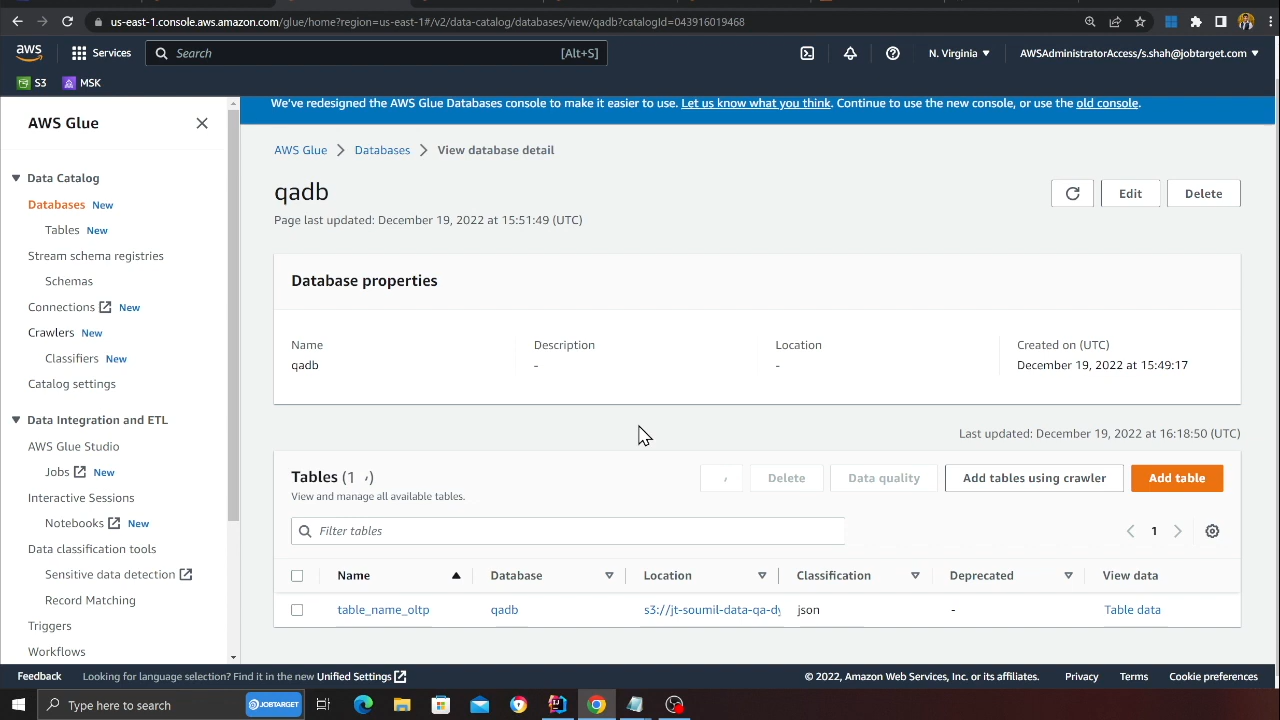 us-east-1.console.aws.amazon.com/glue/home?region=us-east-1#/v2/data-catalog/databases/view/qadb?catalogId=043916019468
aws Services Search [Alt+S] N. Virginia AWSAdministratorAccess/s.shah@jobtarget.com
S3 MSK
We've redesigned the AWS Glue Databases console to make it easier to use. Let us know what you think. Continue to use the new console, or use the old console.
AWS Glue
Data Catalog
Databases New
Tables New
Stream schema registries
Schemas
Connections New
Crawlers New
Classifiers New
Catalog settings
Data Integration and ETL
AWS Glue Studio
Jobs New
Interactive Sessions
Notebooks New
Data classification tools
Sensitive data detection
Record Matching
Triggers
Workflows
AWS Glue Databases View database detail
qadb
Page last updated: December 19, 2022 at 15:51:49 (UTC)
Edit Delete
Database properties
Name Description Location Created on (UTC)
qadb - - December 19, 2022 at 15:49:17
Last updated: December 19, 2022 at 16:18:50 (UTC)
Tables (1)
View and manage all available tables.
Delete Data quality Add tables using crawler Add table
Filter tables
1
Name Database Location Classification Deprecated View data
table_name_oltp qadb s3://jt-soumil-data-qa-dy json - Table data
Feedback Looking for language selection? Find it in the new Unified Settings © 2022, Amazon Web Services, Inc. or its affiliates. Privacy Terms Cookie preferences
Type here to search JOBTARGET